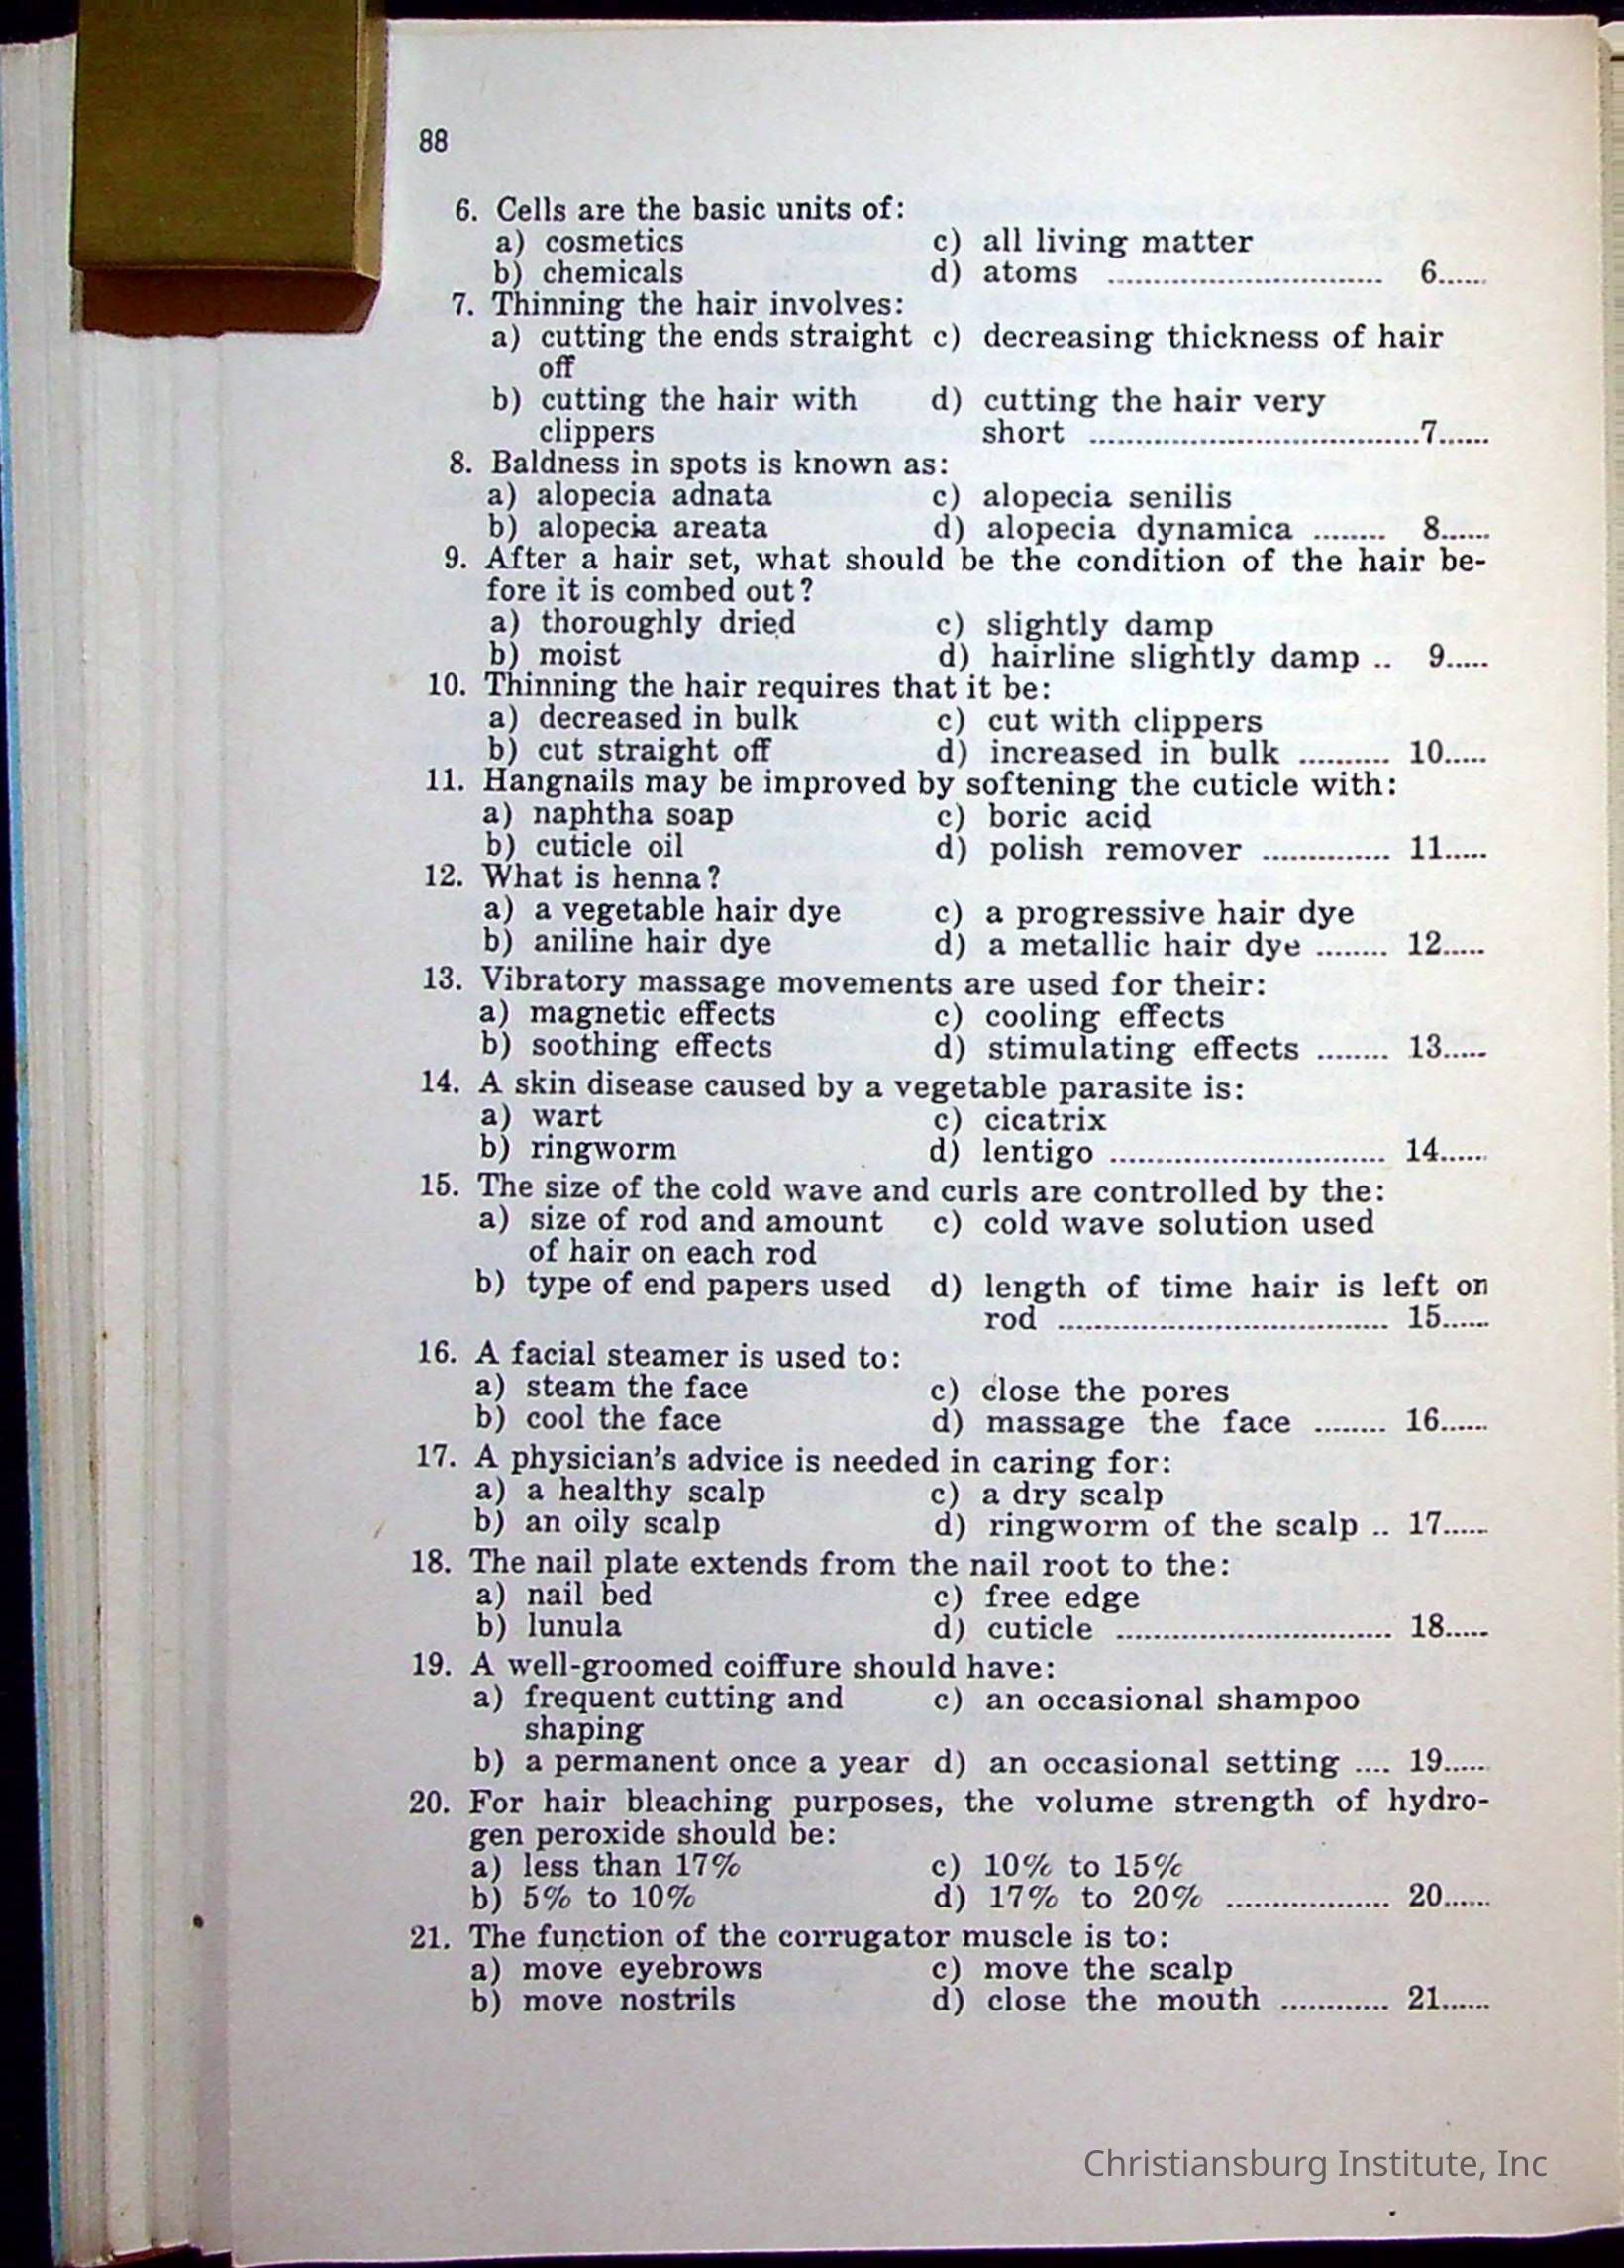 88
6. Cells are the basic units of:
a) cosmetics c) all living matter
b) chemicals d) atoms .............................. 6......
7. Thinning the hair involves:
a) cutting the ends straight c) decreasing thickness of hair
off
b) cutting the hair with d) cutting the hair very
clippers short ....................................7......
8. Baldness in spots is known as:
a) alopecia adnata c) alopecia senilis
b) alopecia areata d) alopecia dynamica ........ 8......
9. After a hair set, what should be the condition of the hair be-
fore it is combed out?
a) thoroughly dried c) slightly damp
b) moist d) hairline slightly damp .. 9.....
10. Thinning the hair requires that it be:
a) decreased in bulk c) cut with clippers
b) cut straight off d) increased in bulk .......... 10.....
11. Hangnails may be improved by softening the cuticle with:
a) naphtha soap c) boric acid
b) cuticle oil d) polish remover .............. 11.....
12. What is henna?
a) a vegetable hair dye c) a progressive hair dye
b) aniline hair dye d) a metallic hair dye ........ 12.....
13. Vibratory massage movements are used for their:
a) magnetic effects c) cooling effects
b) soothing effects d) stimulating effects ........ 13.....
14. A skin disease caused by a vegetable parasite is:
a) wart c) cicatrix
b) ringworm d) lentigo .............................. 14......
15. The size of the cold wave and curls are controlled by the:
a) size of rod and amount c) cold wave solution used
of hair on each rod
b) type of end papers used d) length of time hair is left on
rod .................................... 15......
16. A facial steamer is used to:
a) steam the face c) close the pores
b) cool the face d) massage the face ........ 16......
17. A physician's advice is needed in caring for:
a) a healthy scalp c) a dry scalp
b) an oily scalp d) ringworm of the scalp .. 17......
18. The nail plate extends from the nail root to the:
a) nail bed c) free edge
b) lunula d) cuticle .............................. 18.....
19. A well-groomed coiffure should have:
a) frequent cutting and c) an occasional shampoo
shaping
b) a permanent once a year d) an occasional setting .... 19.....
20. For hair bleaching purposes, the volume strength of hydro-
gen peroxide should be:
a) less than 17% c) 10% to 15%
b) 5% to 10% d) 17% to 20% .................. 20......
21. The function of the corrugator muscle is to:
a) move eyebrows c) move the scalp
b) move nostrils d) close the mouth ............ 21......
Christiansburg Institute, Inc